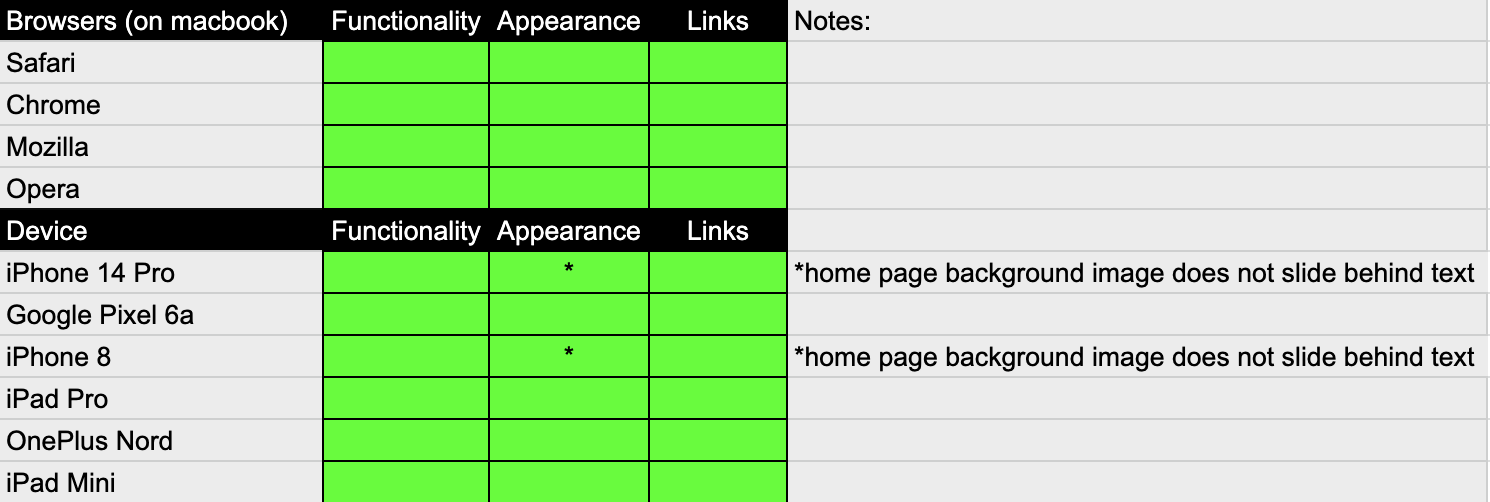 Browsers (on macbook) Functionality Appearance Links Notes:
Safari
Chrome
Mozilla
Opera
Device Functionality Appearance Links
iPhone 14 Pro * *home page background image does not slide behind text
Google Pixel 6a
iPhone 8 * *home page background image does not slide behind text
iPad Pro
OnePlus Nord
iPad Mini